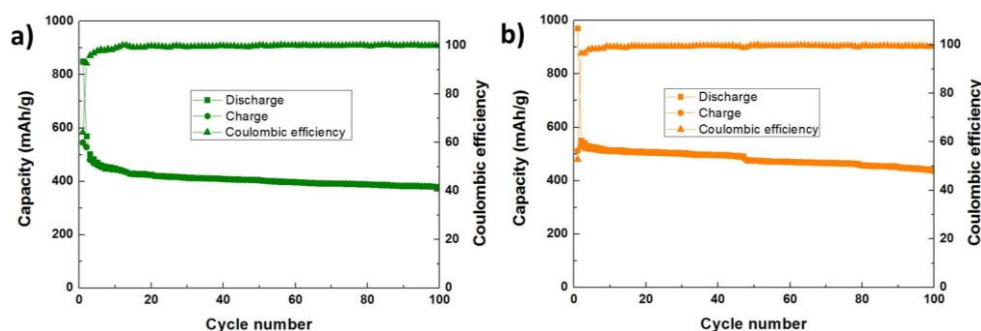 a)
1000
800
600
400
200
0
Capacity (mAh/g)
Discharge
Charge
Coulombic efficiency
100
80
60
40
20
0
Coulombic efficiency
0 20 40 60 80 100
Cycle number
b)
1000
800
600
400
200
0
Capacity (mAh/g)
Discharge
Charge
Coulombic efficiency
100
80
60
40
20
0
Coulombic efficiency
0 20 40 60 80 100
Cycle number